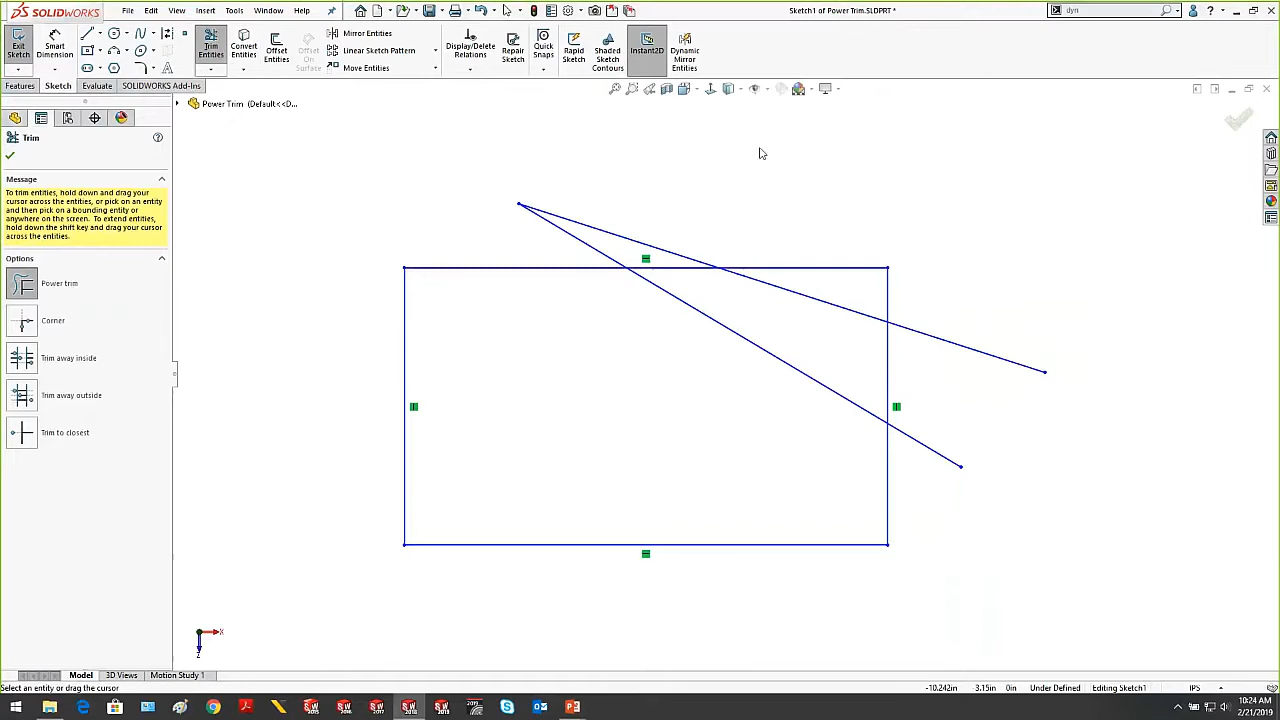 SOLIDWORKS
File Edit View Insert Tools Window Help
Sketch1 of Power Trim.SLDPRT *
dyn
Exit Sketch
Smart Dimension
Trim Entities
Convert Entities
Offset Entities
Offset On Surface
Mirror Entities
Linear Sketch Pattern
Move Entities
Display/Delete Relations
Repair Sketch
Quick Snaps
Rapid Sketch
Shaded Sketch Contours
Instant2D
Dynamic Mirror Entities
Features Sketch Evaluate SOLIDWORKS Add-Ins
Power Trim (Default<<D...
Trim
Message
To trim entities, hold down and drag your
cursor across the entities, or pick on an entity
and then pick on a bounding entity or
anywhere on the screen. To extend entities,
hold down the shift key and drag your cursor
across the entities.
Options
Power trim
Corner
Trim away inside
Trim away outside
Trim to closest
X
Z
Model 3D Views Motion Study 1
Select an entity or drag the cursor
-10.242in -3.15in 0in Under Defined Editing Sketch1 IPS
10:24 AM
2/21/2019